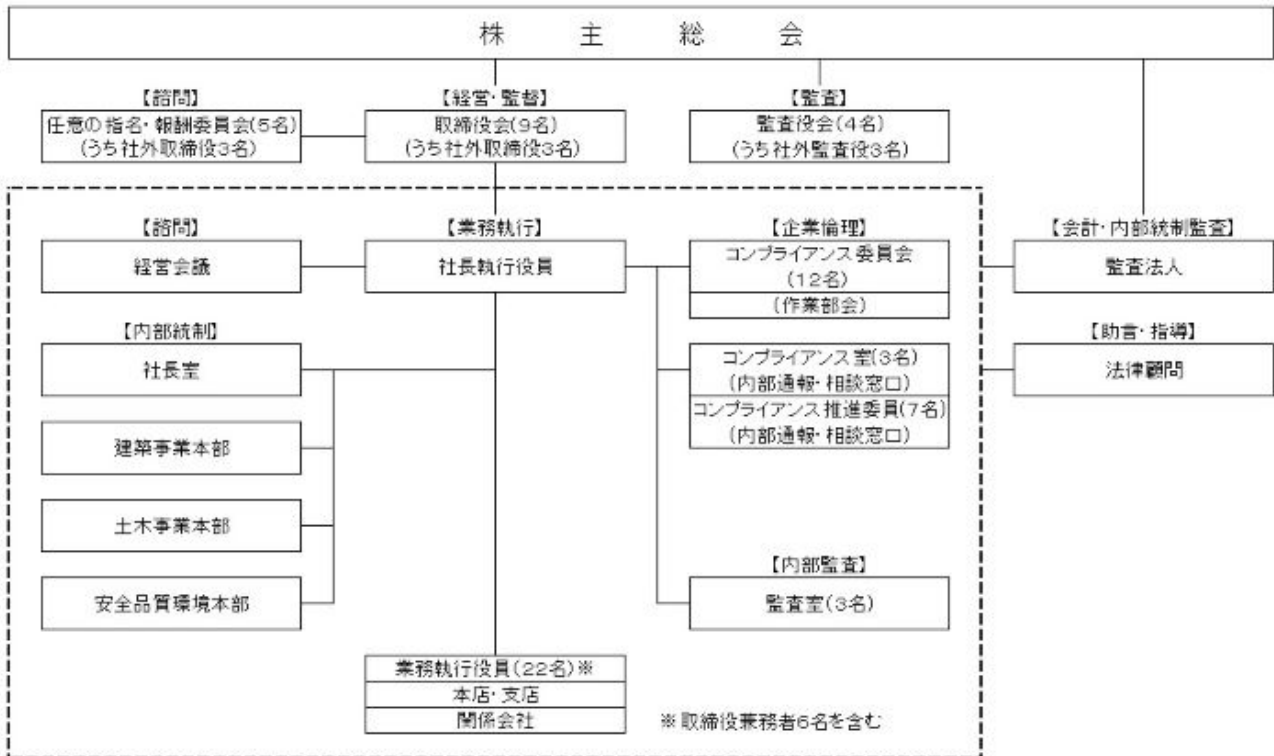 株主総会
【諮問】
任意の指名・報酬委員会(5名)
(うち社外取締役3名)
【経営・監督】
取締役会(9名)
(うち社外取締役3名)
【監査】
監査役会(4名)
(うち社外監査役3名)
【諮問】
経営会議
【業務執行】
社長執行役員
【企業倫理】
コンプライアンス委員会
(12名)
(作業部会)
【会計・内部統制監査】
監査法人
【内部統制】
社長室
コンプライアンス室(3名)
(内部通報・相談窓口)
コンプライアンス推進委員(7名)
(内部通報・相談窓口)
【助言・指導】
法律顧問
建築事業本部
土木事業本部
安全品質環境本部
【内部監査】
監査室(3名)
業務執行役員(22名)※
本店・支店
関係会社
※取締役兼務者6名を含む